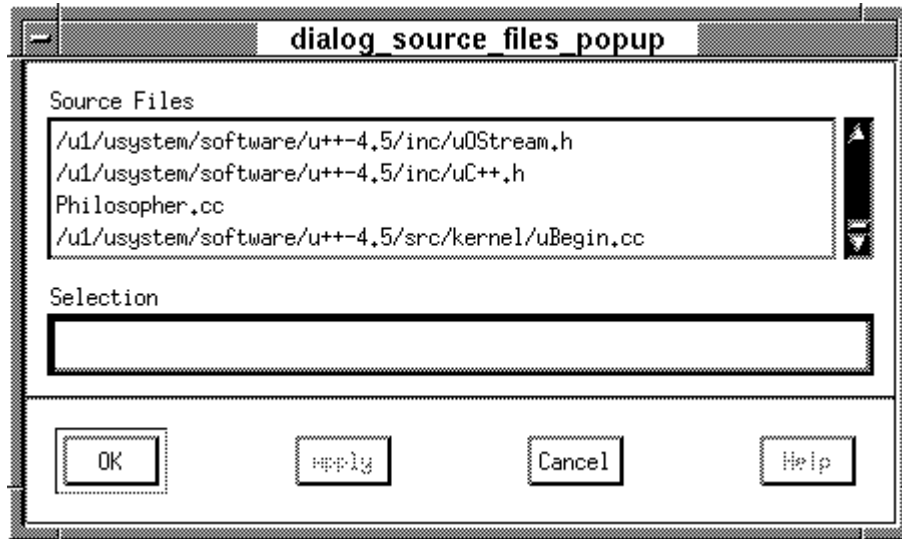 dialog_source_files_popup
Source Files
/u1/usystem/software/u++-4.5/inc/uOStream.h
/u1/usystem/software/u++-4.5/inc/uC++.h
Philosopher.cc
/u1/usystem/software/u++-4.5/src/kernel/uBegin.cc
Selection
OK Apply Cancel Help